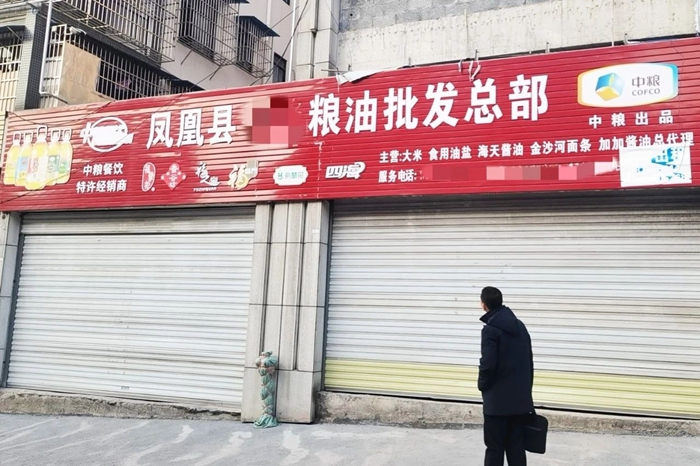 凤凰县 粮油批发总部
中粮
COFCO
中粮出品
中粮餐饮
特许经销商
四海
主营:大米 食用油盐 海天酱油 金沙河面条 加加酱油总代理
服务电话: